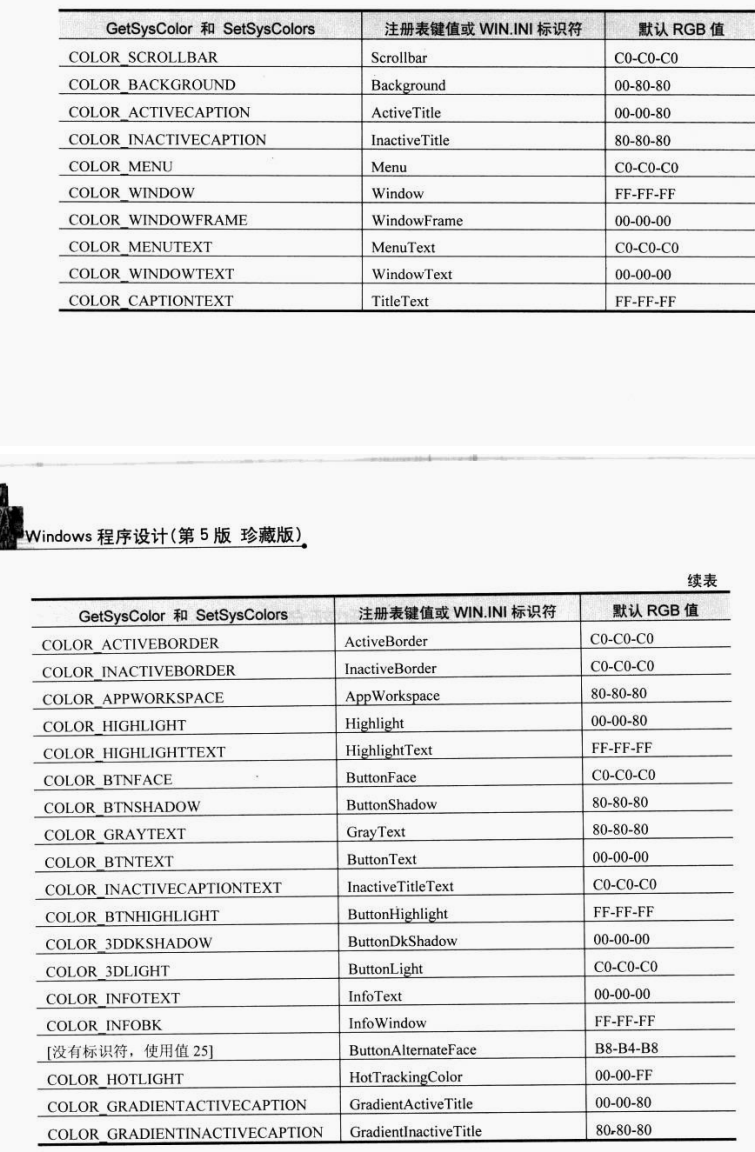 GetSysColor 和 SetSysColors 注册表键值或 WIN.INI 标识符 默认 RGB 值
COLOR_SCROLLBAR Scrollbar C0-C0-C0
COLOR_BACKGROUND Background 00-80-80
COLOR_ACTIVECAPTION ActiveTitle 00-00-80
COLOR_INACTIVECAPTION InactiveTitle 80-80-80
COLOR_MENU Menu C0-C0-C0
COLOR_WINDOW Window FF-FF-FF
COLOR_WINDOWFRAME WindowFrame 00-00-00
COLOR_MENUTEXT MenuText C0-C0-C0
COLOR_WINDOWTEXT WindowText 00-00-00
COLOR_CAPTIONTEXT TitleText FF-FF-FF
Windows 程序设计(第 5 版 珍藏版)
续表
GetSysColor 和 SetSysColors 注册表键值或 WIN.INI 标识符 默认 RGB 值
COLOR_ACTIVEBORDER ActiveBorder C0-C0-C0
COLOR_INACTIVEBORDER InactiveBorder C0-C0-C0
COLOR_APPWORKSPACE AppWorkspace 80-80-80
COLOR_HIGHLIGHT Highlight 00-00-80
COLOR_HIGHLIGHTTEXT HighlightText FF-FF-FF
COLOR_BTNFACE ButtonFace C0-C0-C0
COLOR_BTNSHADOW ButtonShadow 80-80-80
COLOR_GRAYTEXT GrayText 80-80-80
COLOR_BTNTEXT ButtonText 00-00-00
COLOR_INACTIVECAPTIONTEXT InactiveTitleText C0-C0-C0
COLOR_BTNHIGHLIGHT ButtonHighlight FF-FF-FF
COLOR_3DDKSHADOW ButtonDkShadow 00-00-00
COLOR_3DLIGHT ButtonLight C0-C0-C0
COLOR_INFOTEXT InfoText 00-00-00
COLOR_INFOBK InfoWindow FF-FF-FF
[没有标识符，使用值 25] ButtonAlternateFace B8-B4-B8
COLOR_HOTLIGHT HotTrackingColor 00-00-FF
COLOR_GRADIENTACTIVECAPTION GradientActiveTitle 00-00-80
COLOR_GRADIENTINACTIVECAPTION GradientInactiveTitle 80-80-80